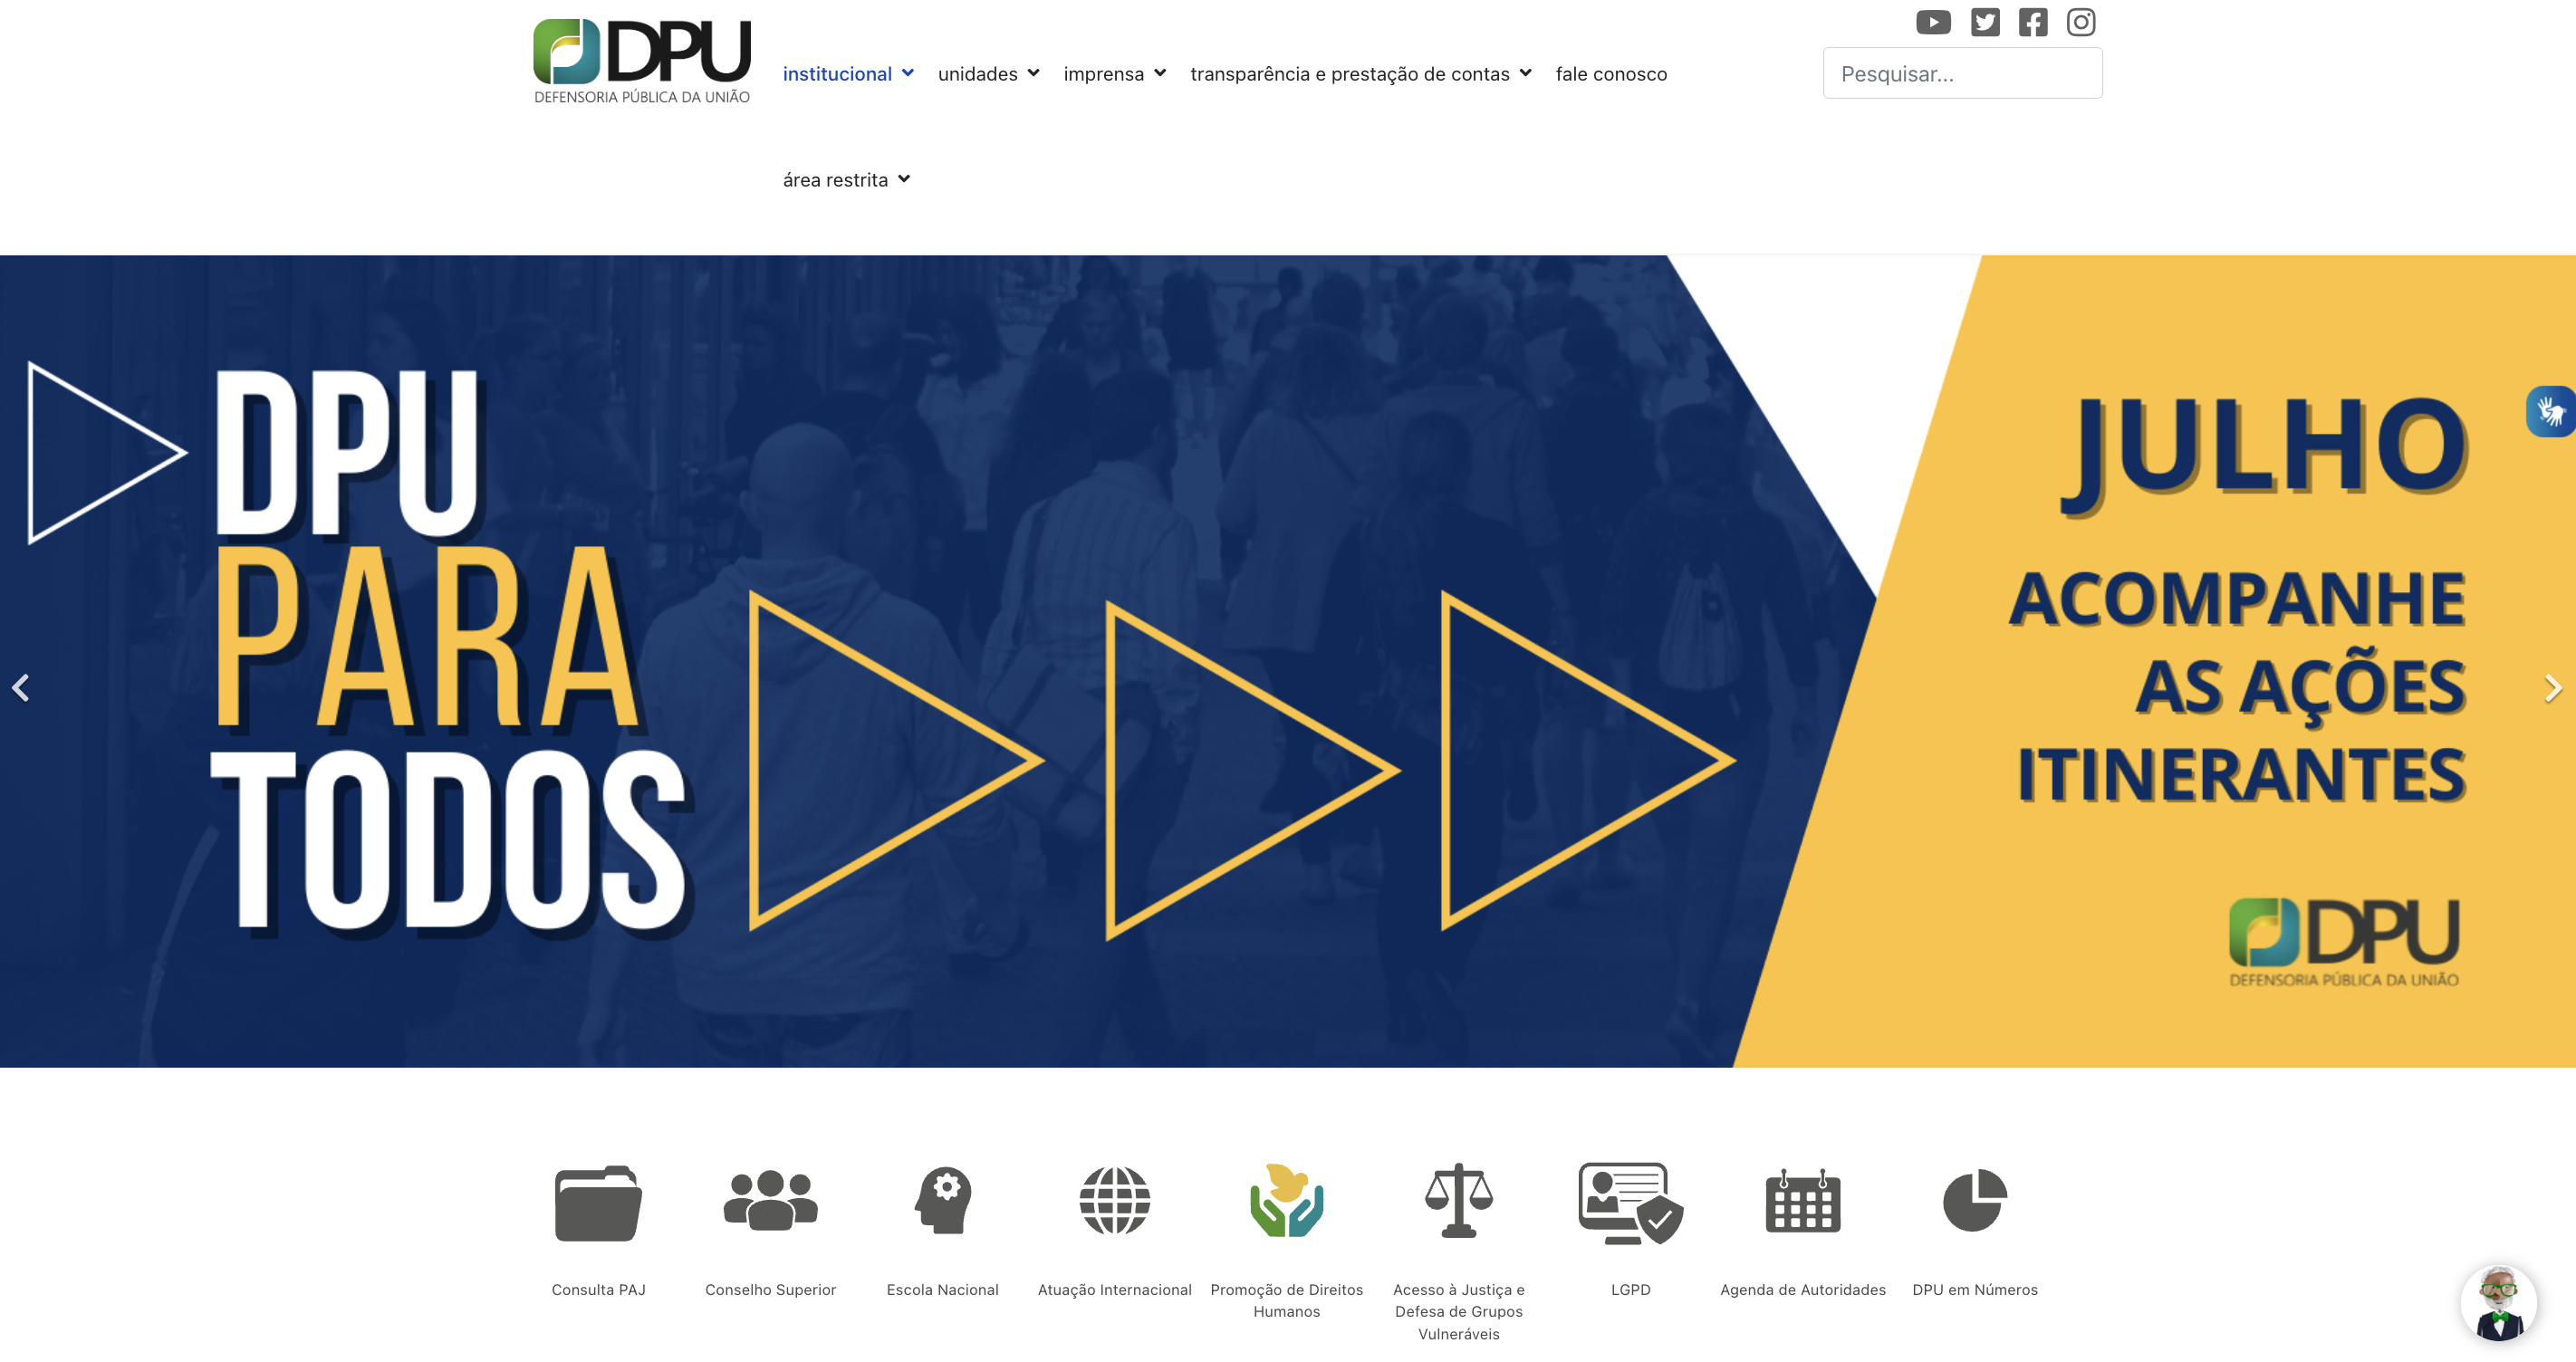 DPU
DEFENSORIA PÚBLICA DA UNIÃO
institucional
unidades
imprensa
transparência e prestação de contas
fale conosco
Pesquisar...
área restrita
DPU
PARA
TODOS
JULHO
ACOMPANHE
AS AÇÕES
ITINERANTES
DPU
DEFENSORIA PÚBLICA DA UNIÃO
Consulta PAJ
Conselho Superior
Escola Nacional
Atuação Internacional
Promoção de Direitos
Humanos
Acesso à Justiça e
Defesa de Grupos
Vulneráveis
LGPD
Agenda de Autoridades
DPU em Números